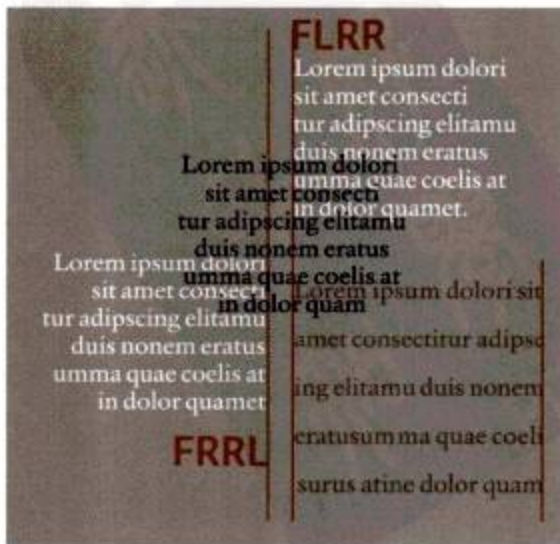 FLRR
Lorem ipsum dolori
sit amet consecti
tur adipscing elitamu
duis nonem eratus
umma quae coelis at
in dolor quamet.
Lorem ipsum dolori
sit amet consecti
tur adipscing elitamu
duis nonem eratus
umma quae coelis at
in dolor quam
Lorem ipsum dolori
sit amet consecti
tur adipscing elitamu
duis nonem eratus
umma quae coelis at
in dolor quamet
FRRL
Lorem ipsum dolori sit
amet consectitur adipsc
ing elitamu duis nonem
eratusum ma quae coeli
surus atine dolor quam